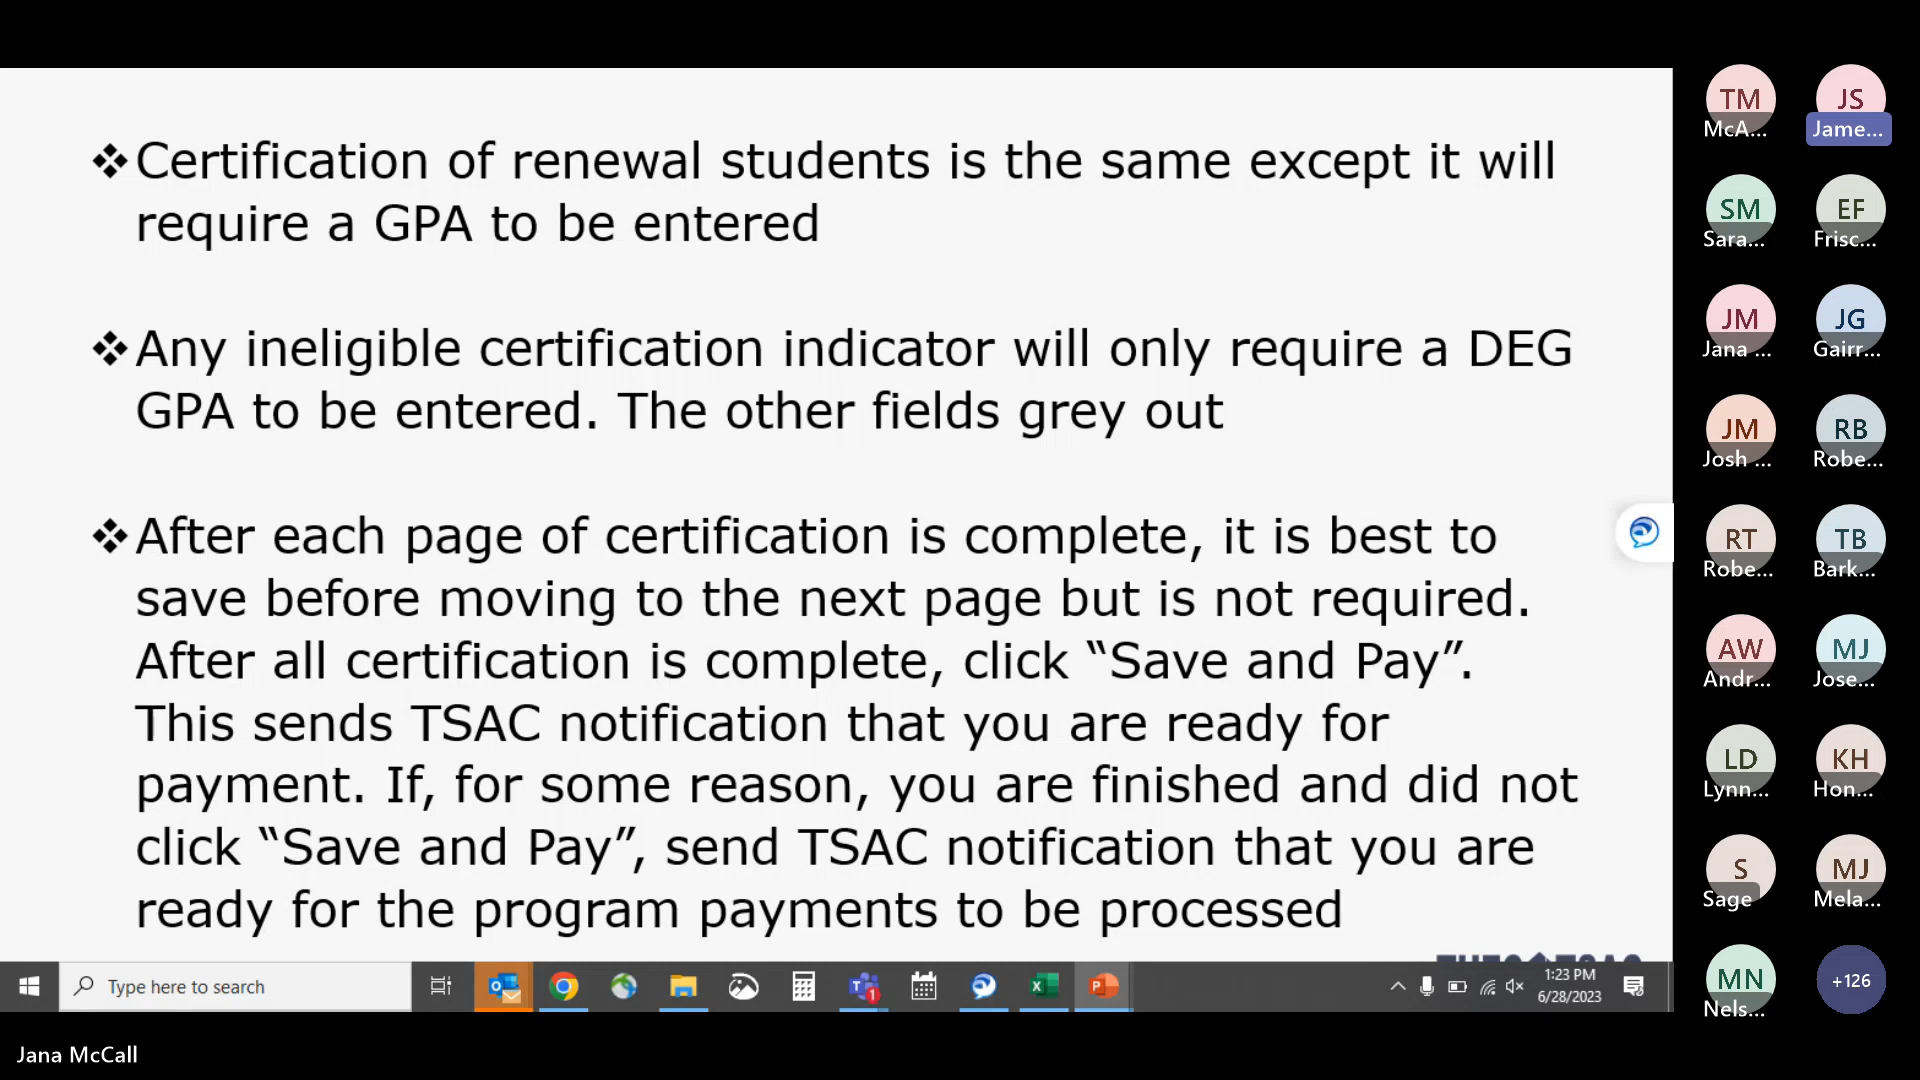 ❖Certification of renewal students is the same except it will
require a GPA to be entered
❖Any ineligible certification indicator will only require a DEG
GPA to be entered. The other fields grey out
❖After each page of certification is complete, it is best to
save before moving to the next page but is not required.
After all certification is complete, click “Save and Pay”.
This sends TSAC notification that you are ready for
payment. If, for some reason, you are finished and did not
click “Save and Pay”, send TSAC notification that you are
ready for the program payments to be processed
Type here to search
1:23 PM
6/28/2023
Jana McCall
TM
McA...
JS
Jame...
SM
Sara...
EF
Frisc...
JM
Jana ...
JG
Gairr...
JM
Josh ...
RB
Robe...
RT
Robe...
TB
Bark...
AW
Andr...
MJ
Jose...
LD
Lynn...
KH
Hon...
S
Sage
MJ
Mela...
MN
Nels...
+126